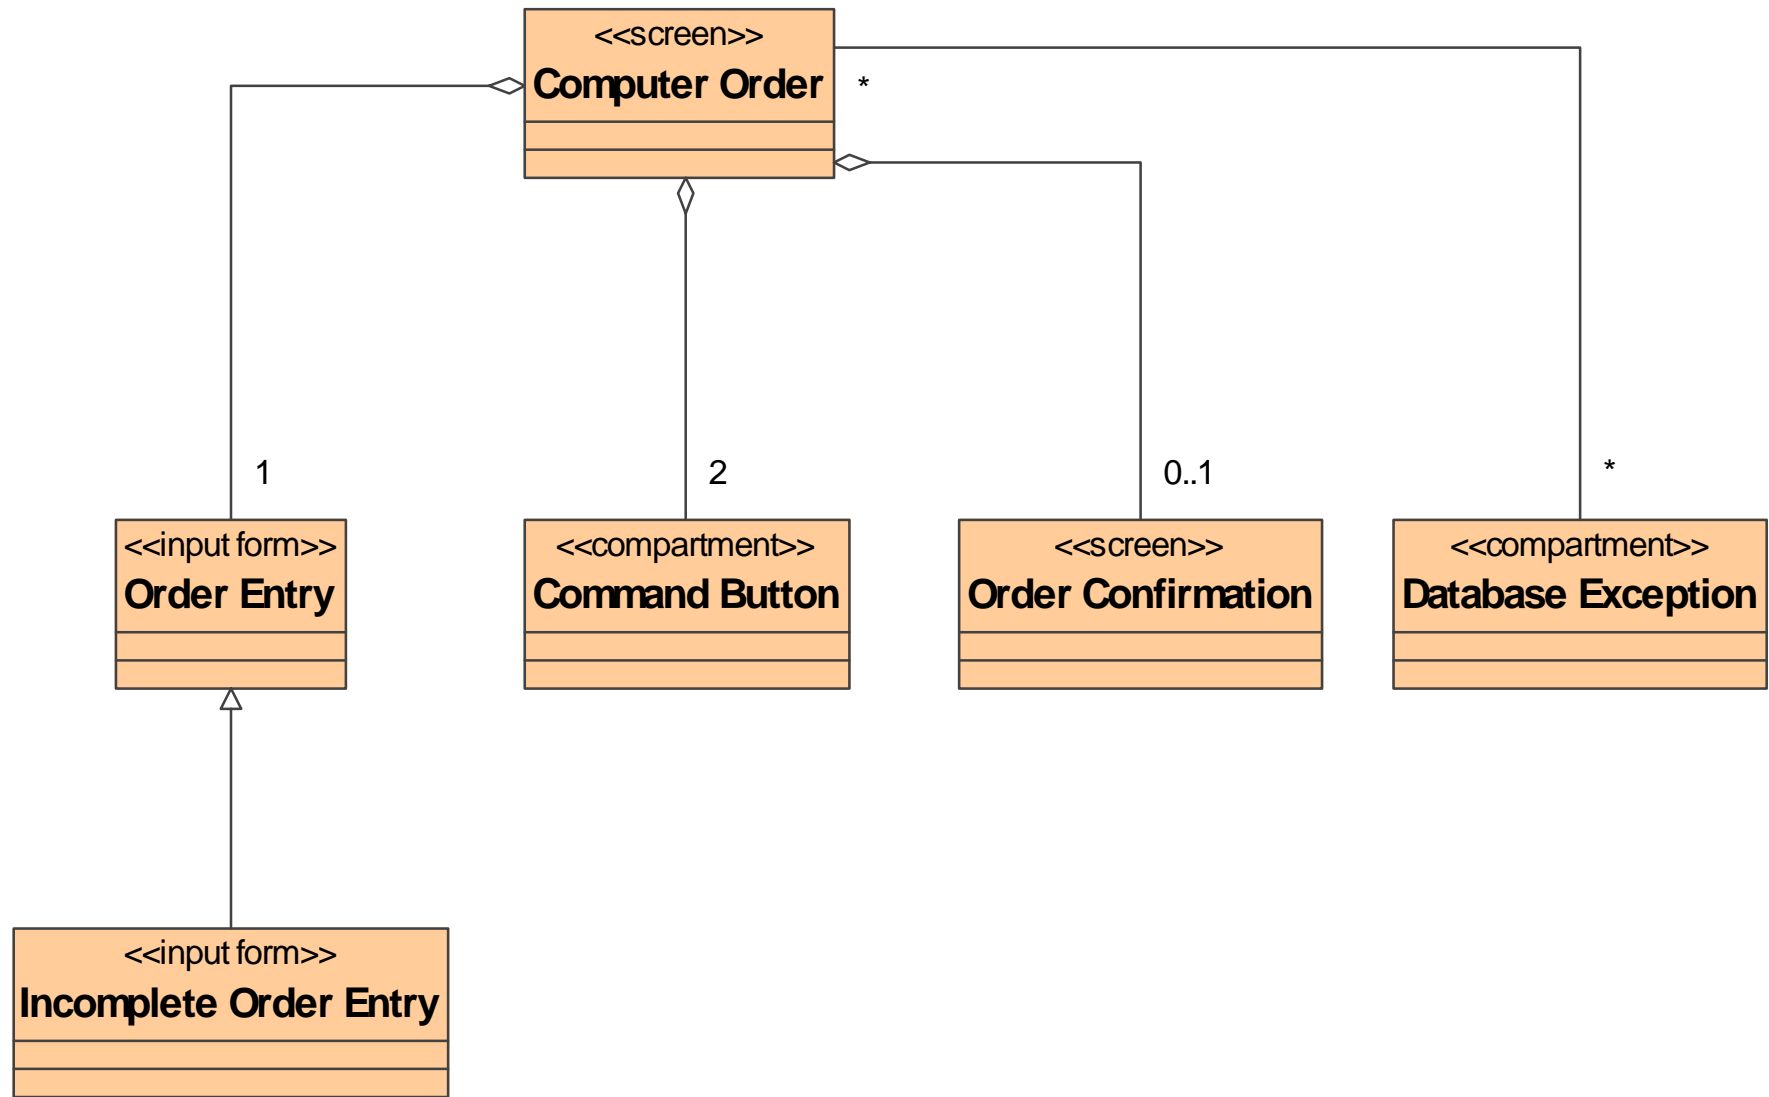 <<screen>>
Computer Order
*
1
2
0..1
*
<<input form>>
Order Entry
<<compartment>>
Command Button
<<screen>>
Order Confirmation
<<compartment>>
Database Exception
<<input form>>
Incomplete Order Entry